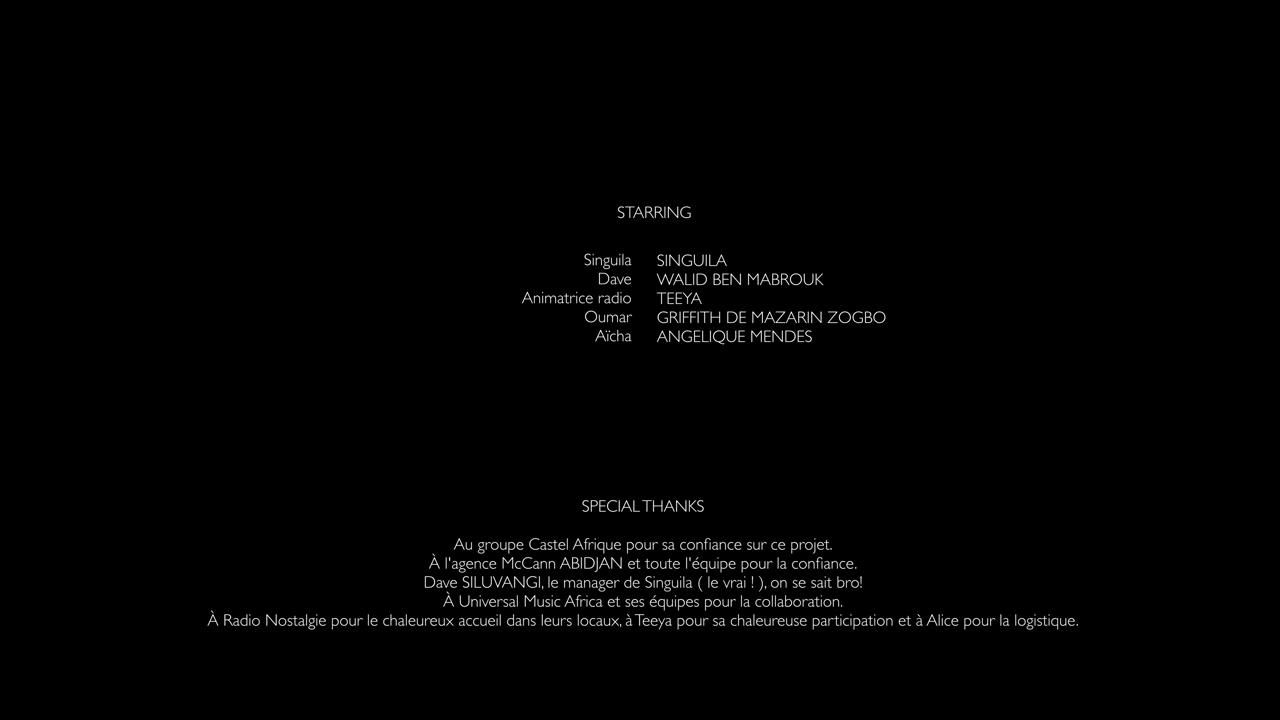 STARRING
Singuila SINGUILA
Dave WALID BEN MABROUK
Animatrice radio TEEYA
Oumar GRIFFITH DE MAZARIN ZOGBO
Aïcha ANGELIQUE MENDES
SPECIAL THANKS
Au groupe Castel Afrique pour sa confiance sur ce projet.
À l'agence McCann ABIDJAN et toute l'équipe pour la confiance.
Dave SILUVANGI, le manager de Singuila ( le vrai ! ), on se sait bro!
À Universal Music Africa et ses équipes pour la collaboration.
À Radio Nostalgie pour le chaleureux accueil dans leurs locaux, à Teeya pour sa chaleureuse participation et à Alice pour la logistique.